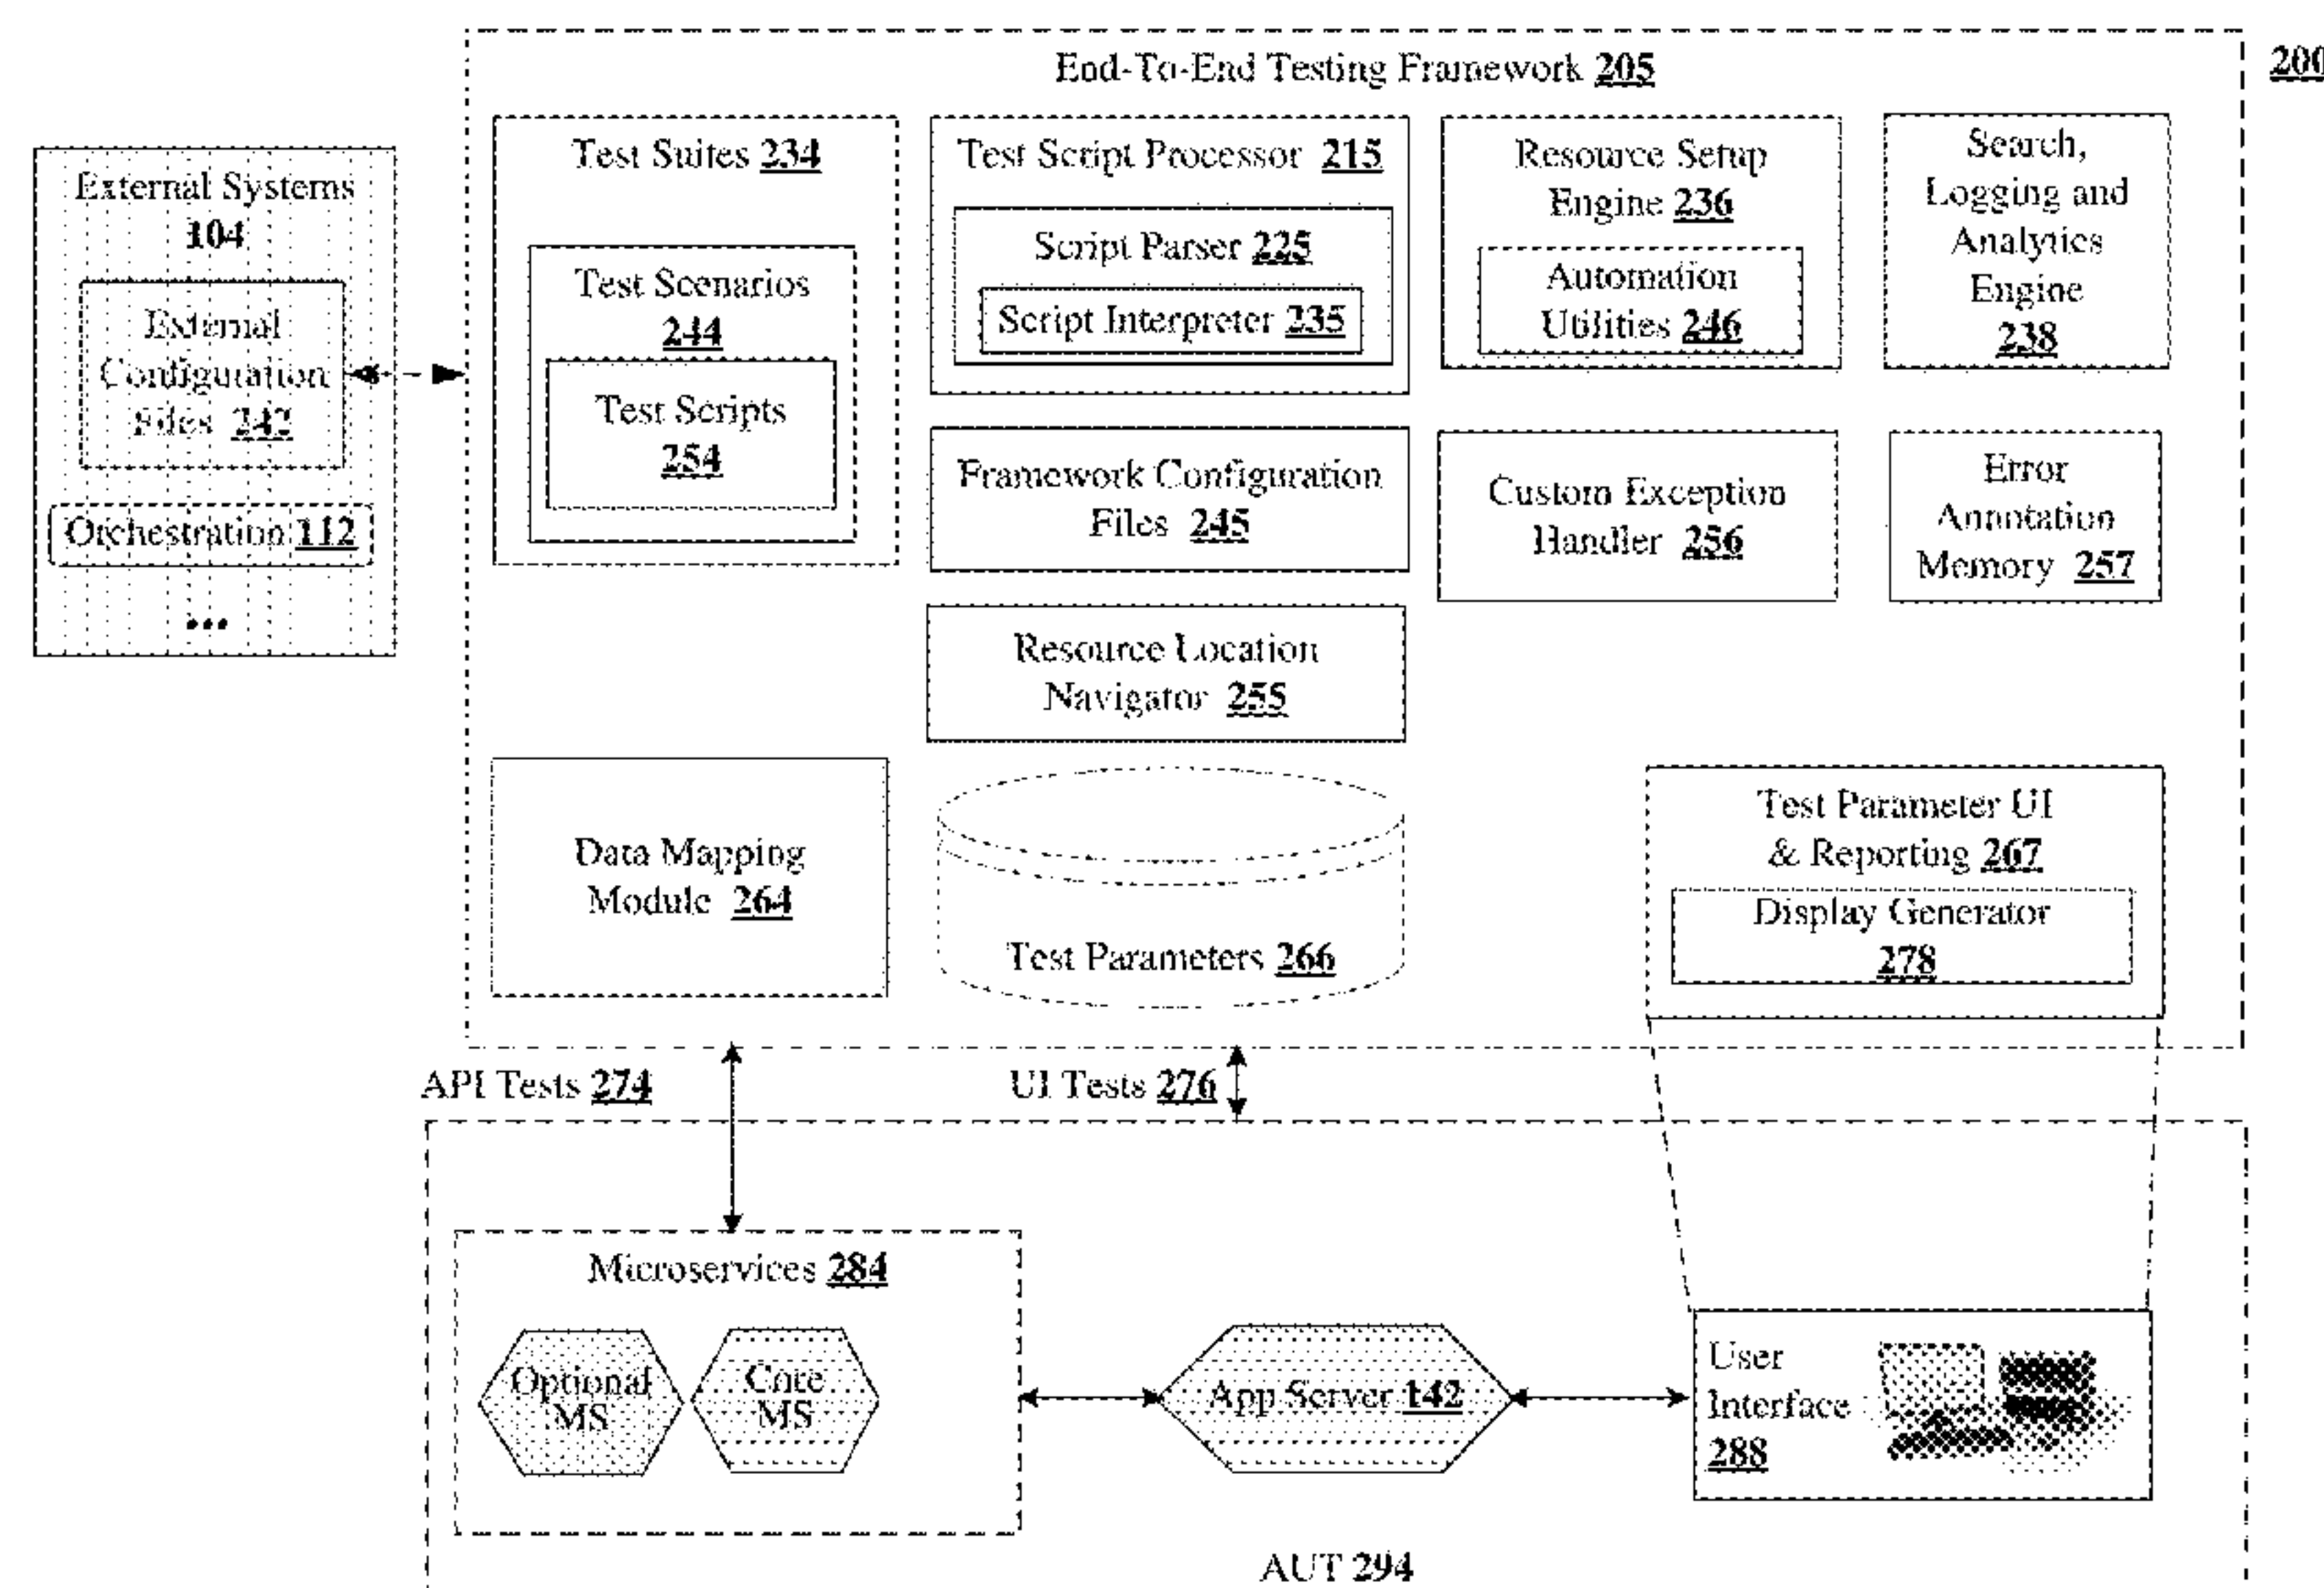 End-To-End Testing Framework 205
200
External Systems
104
External
Configuration
Files 242
Orchestration 112
...
Test Suites 234
Test Scenarios
244
Test Scripts
254
Test Script Processor 215
Script Parser 225
Script Interpreter 235
Resource Setup
Engine 236
Automation
Utilities 246
Search,
Logging and
Analytics
Engine
238
Framework Configuration
Files 245
Custom Exception
Handler 256
Error
Annotation
Memory 257
Resource Location
Navigator 255
Data Mapping
Module 264
Test Parameters 266
Test Parameter UI
& Reporting 267
Display Generator
278
API Tests 274
UI Tests 276
Microservices 284
Optional
MS
Core
MS
App Server 142
User
Interface
288
AUT 294